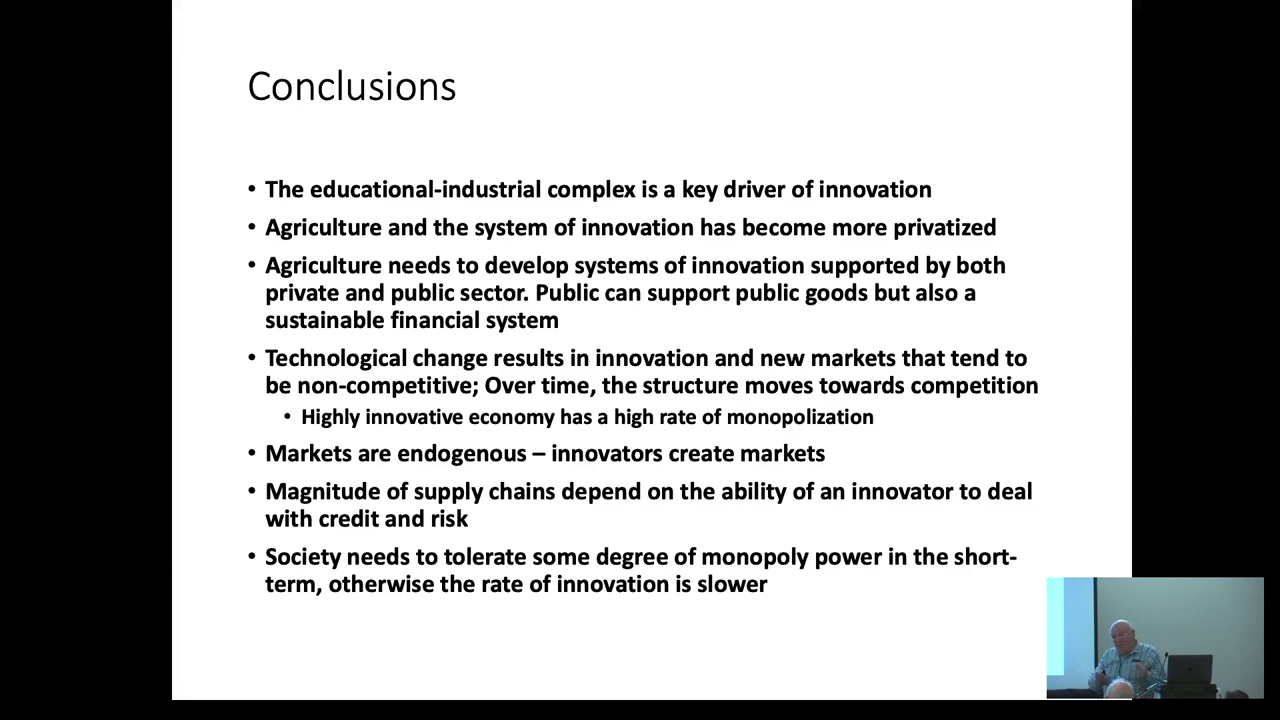 Conclusions
• The educational-industrial complex is a key driver of innovation
• Agriculture and the system of innovation has become more privatized
• Agriculture needs to develop systems of innovation supported by both
private and public sector. Public can support public goods but also a
sustainable financial system
• Technological change results in innovation and new markets that tend to
be non-competitive; Over time, the structure moves towards competition
• Highly innovative economy has a high rate of monopolization
• Markets are endogenous – innovators create markets
• Magnitude of supply chains depend on the ability of an innovator to deal
with credit and risk
• Society needs to tolerate some degree of monopoly power in the short-
term, otherwise the rate of innovation is slower